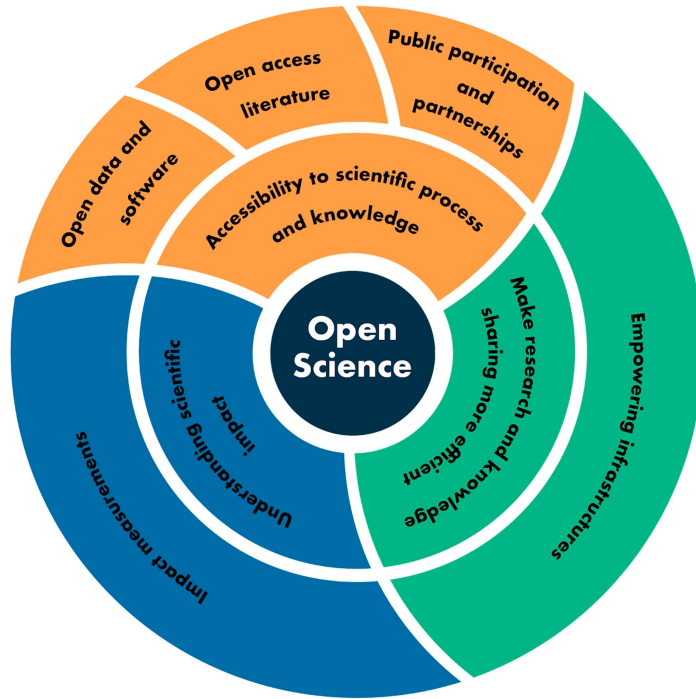 Open
Science
Accessibility to scientific process
and knowledge
Open data and
software
Open access
literature
Public participation
and
partnerships
Make research and knowledge
sharing more efficient
Empowering infrastructures
Understanding scientific
impact
Impact measurements